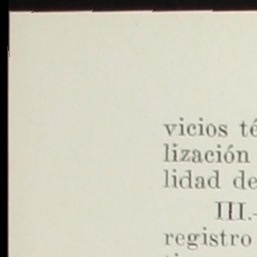 vicios té
lización
lidad de
III.-
registro